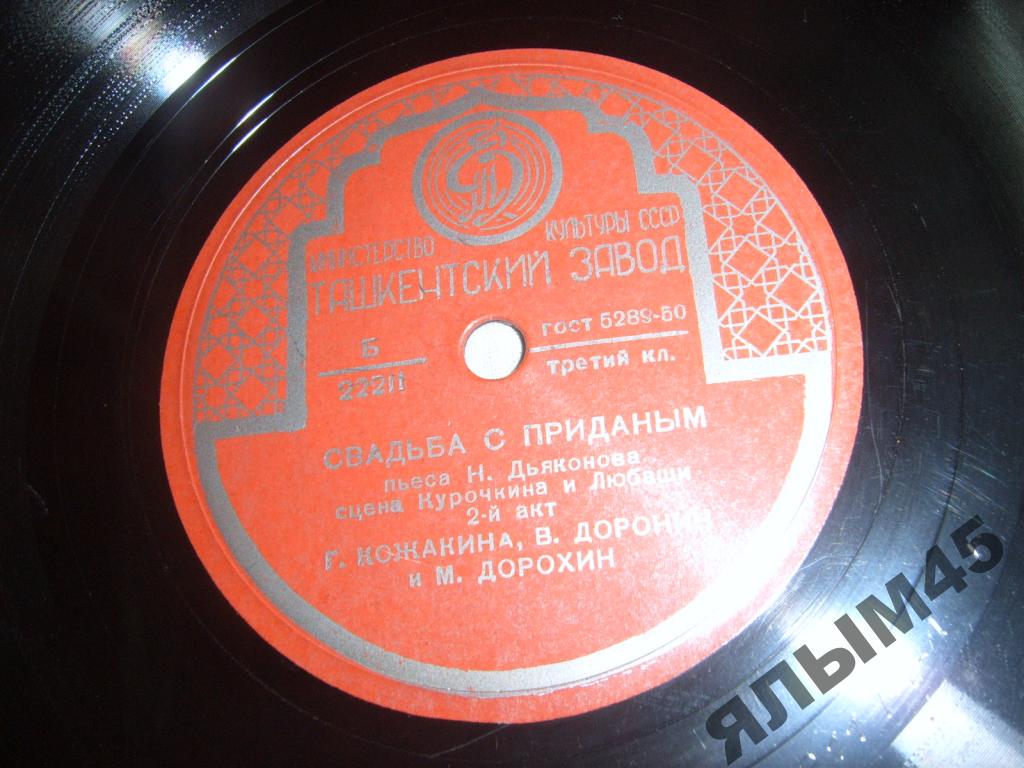 МИНИСТЕРСТВО КУЛЬТУРЫ СССР
ТАШКЕНТСКИЙ ЗАВОД
Б
22211
ГОСТ 5289-50
третий кл.
СВАДЬБА С ПРИДАНЫМ
пьеса Н. Дьяконова
сцена Курочкина и Любаши
2-й акт
Г. КОЖАКИНА, В. ДОРОНИН
и М. ДОРОХИН
ЯЛЫМ45